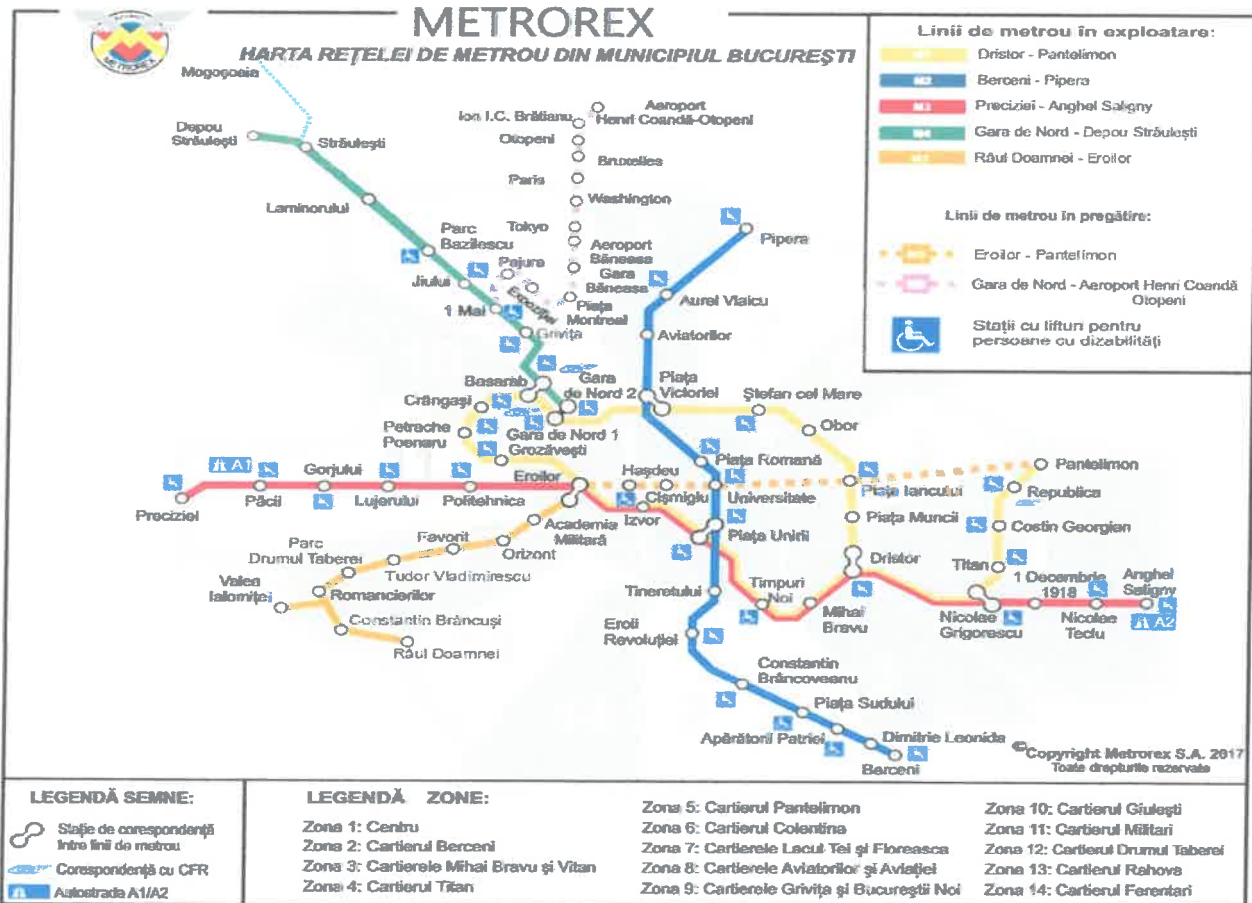 METROREX
METROREX
HARTA REȚELEI DE METROU DIN MUNICIPIUL BUCUREȘTI
Linii de metrou în exploatare:
M1 Dristor - Pantelimon
M2 Berceni - Pipera
M3 Preciziei - Anghel Saligny
M4 Gara de Nord - Depou Străulești
Râul Doamnei - Eroilor
Linii de metrou în pregătire:
Eroilor - Pantelimon
Gara de Nord - Aeroport Henri Coandă
Otopeni
Stații cu lifturi pentru
persoane cu dizabilități
Mogoșoaia
Depou
Străulești
Străulești
Laminorului
Parc
Bazilescu
Jiului
Pajura
1 Mai
Expoziției
Grivița
Basarab
Gara
de Nord 2
Gara de Nord 1
Ion I.C. Brătianu
Aeroport
Henri Coandă-Otopeni
Otopeni
Bruxelles
Paris
Washington
Tokyo
Aeroport
Băneasa
Gara
Băneasa
Piața
Montreal
Pipera
Aurel Vlaicu
Aviatorilor
Piața
Victoriei
Ștefan cel Mare
Obor
Crângași
Petrache
Poenaru
Grozăvești
Eroilor
Hașdeu
Cișmigiu
Piața Romană
Universitate
Piața Iancului
Pantelimon
Republica
Costin Georgian
Titan
A1
Preciziei
Păcii
Gorjului
Lujerului
Politehnica
Izvor
Piața Unirii
Piața Muncii
Dristor
Academia
Militară
Orizont
Favorit
Tudor Vladimirescu
Parc
Drumul Taberei
Romancierilor
Valea
Ialomiței
Constantin Brâncuși
Râul Doamnei
Tineretului
Timpuri
Noi
Mihai
Bravu
Nicolae
Grigorescu
1 Decembrie
1918
Nicolae
Teclu
Anghel
Saligny
A2
Eroii
Revoluției
Constantin
Brâncoveanu
Piața Sudului
Apărătorii Patriei
Dimitrie Leonida
Berceni
© Copyright Metrorex S.A. 2017
Toate drepturile rezervate
LEGENDĂ SEMNE:
Stație de corespondență
între linii de metrou
Corespondență cu CFR
Autostrada A1/A2
LEGENDĂ ZONE:
Zona 1: Centru
Zona 2: Cartierul Berceni
Zona 3: Cartierele Mihai Bravu și Vitan
Zona 4: Cartierul Titan
Zona 5: Cartierul Pantelimon
Zona 6: Cartierul Colentina
Zona 7: Cartierele Lacul Tei și Floreasca
Zona 8: Cartierele Aviatorilor și Aviației
Zona 9: Cartierele Grivița și Bucureștii Noi
Zona 10: Cartierul Giulești
Zona 11: Cartierul Militari
Zona 12: Cartierul Drumul Taberei
Zona 13: Cartierul Rahova
Zona 14: Cartierul Ferentari